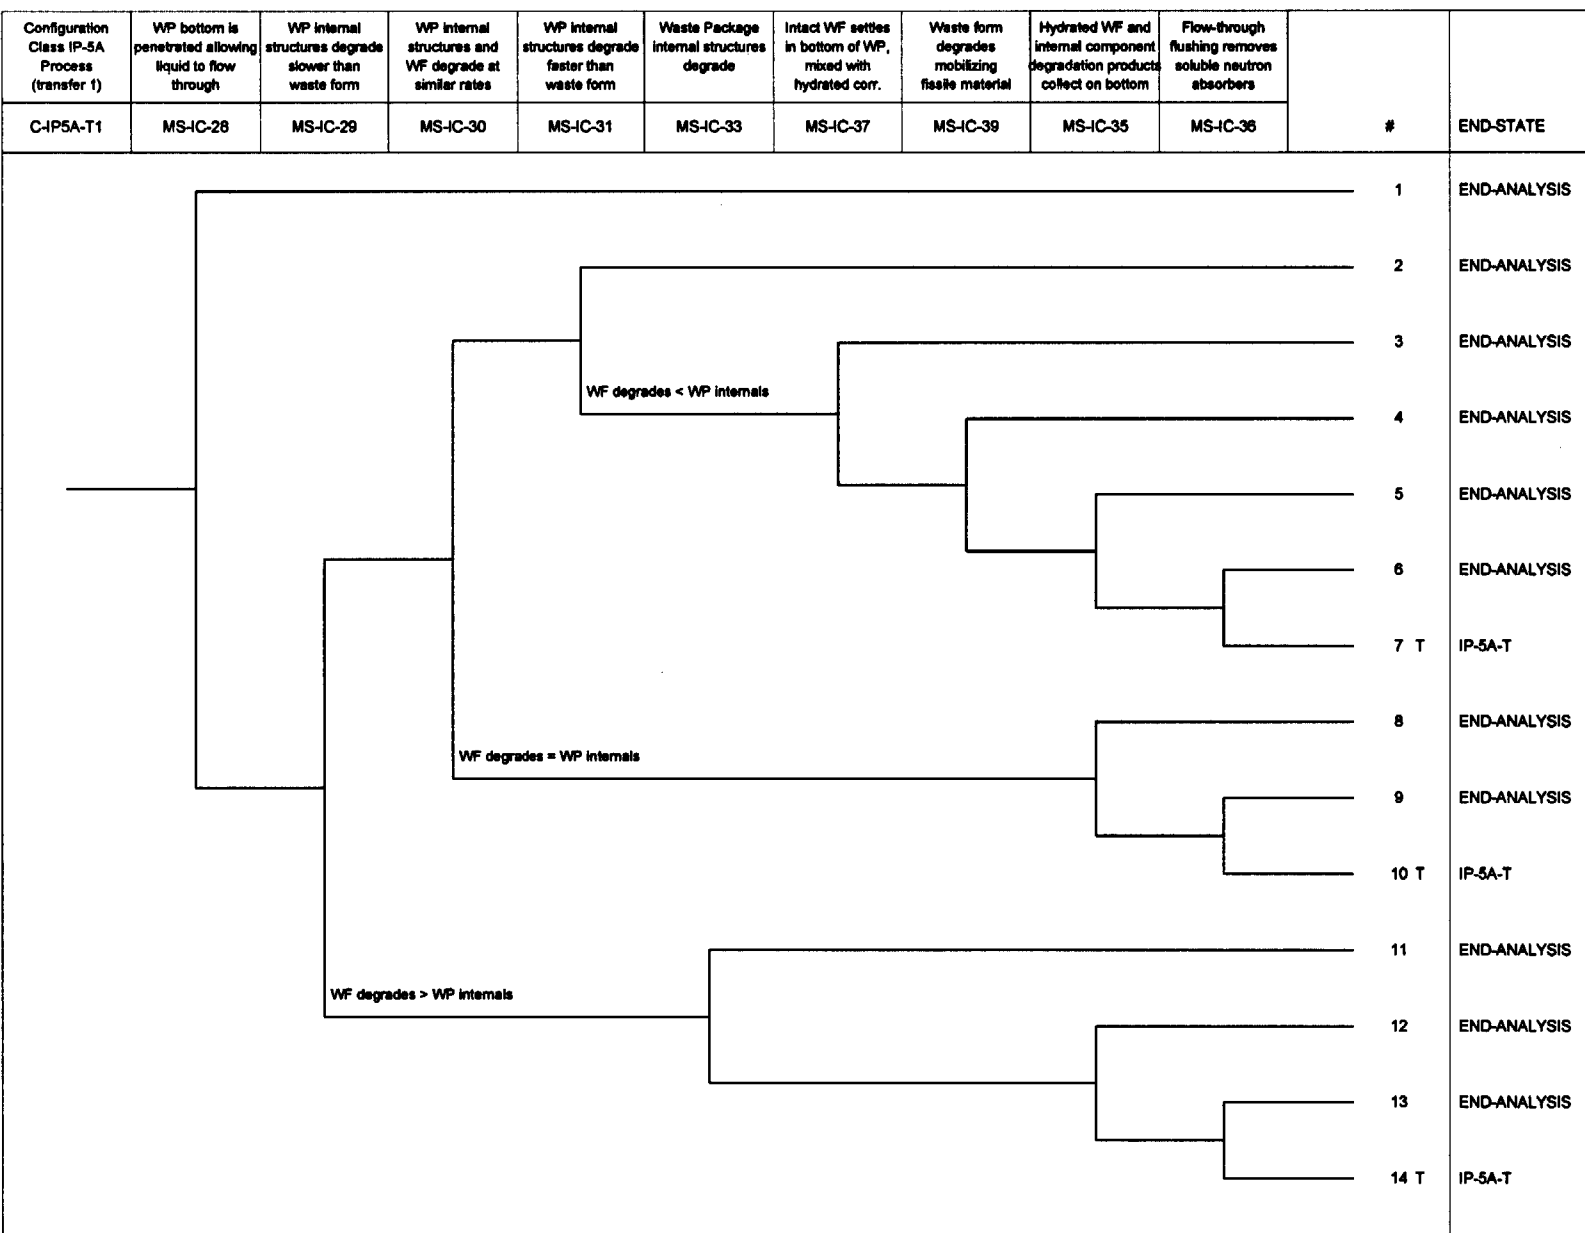 Configuration
Class IP-5A
Process
(transfer 1)
WP bottom is
penetrated allowing
liquid to flow
through
WP internal
structures degrade
slower than
waste form
WP internal
structures and
WF degrade at
similar rates
WP internal
structures degrade
faster than
waste form
Waste Package
internal structures
degrade
Intact WF settles
in bottom of WP,
mixed with
hydrated corr.
Waste form
degrades
mobilizing
fissile material
Hydrated WF and
internal component
degradation products
collect on bottom
Flow-through
flushing removes
soluble neutron
absorbers
C-IP5A-T1
MS-IC-28
MS-IC-29
MS-IC-30
MS-IC-31
MS-IC-33
MS-IC-37
MS-IC-39
MS-IC-35
MS-IC-36
#
END-STATE
1 END-ANALYSIS
2 END-ANALYSIS
3 END-ANALYSIS
WF degrades < WP internals
4 END-ANALYSIS
5 END-ANALYSIS
6 END-ANALYSIS
7 T IP-5A-T
8 END-ANALYSIS
WF degrades = WP internals
9 END-ANALYSIS
10 T IP-5A-T
11 END-ANALYSIS
WF degrades > WP internals
12 END-ANALYSIS
13 END-ANALYSIS
14 T IP-5A-T